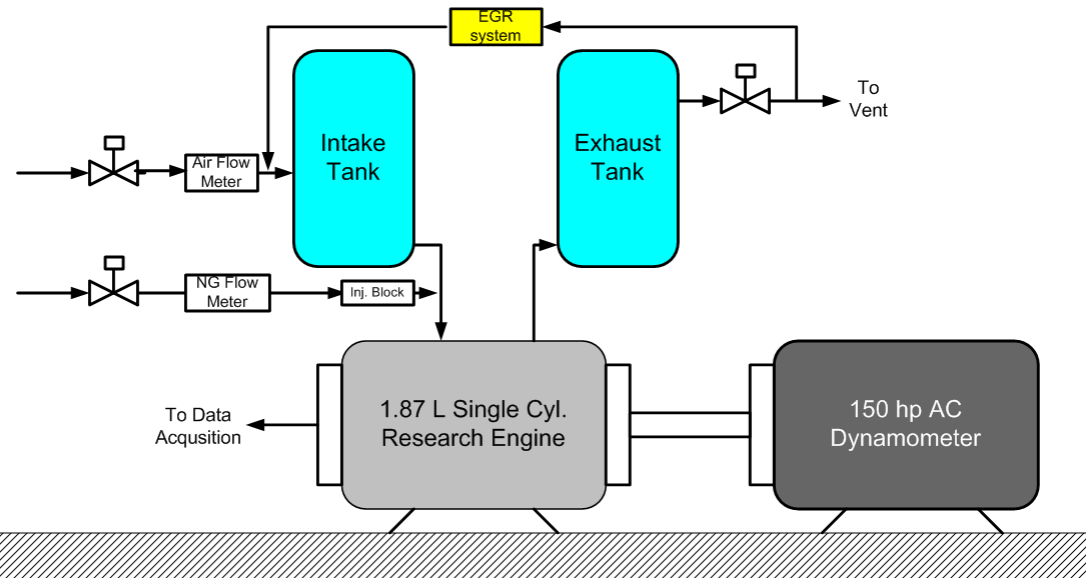 EGR
system
To
Vent
Intake
Tank
Exhaust
Tank
Air Flow
Meter
NG Flow
Meter
Inj. Block
To Data
Acqusition
1.87 L Single Cyl.
Research Engine
150 hp AC
Dynamometer